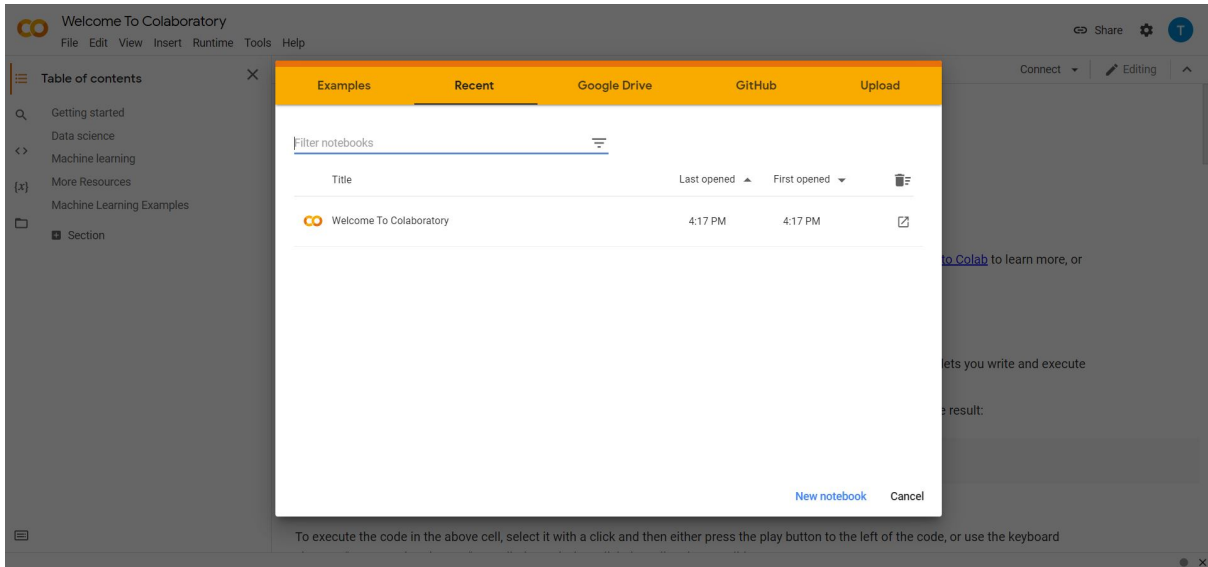 Welcome To Colaboratory
File Edit View Insert Runtime Tools Help
Share
T
Table of contents
Connect
Editing
Getting started
Data science
Machine learning
More Resources
Machine Learning Examples
Section
Examples Recent Google Drive GitHub Upload
Filter notebooks
Title Last opened First opened
Welcome To Colaboratory 4:17 PM 4:17 PM
New notebook Cancel
to Colab to learn more, or
lets you write and execute
result:
To execute the code in the above cell, select it with a click and then either press the play button to the left of the code, or use the keyboard